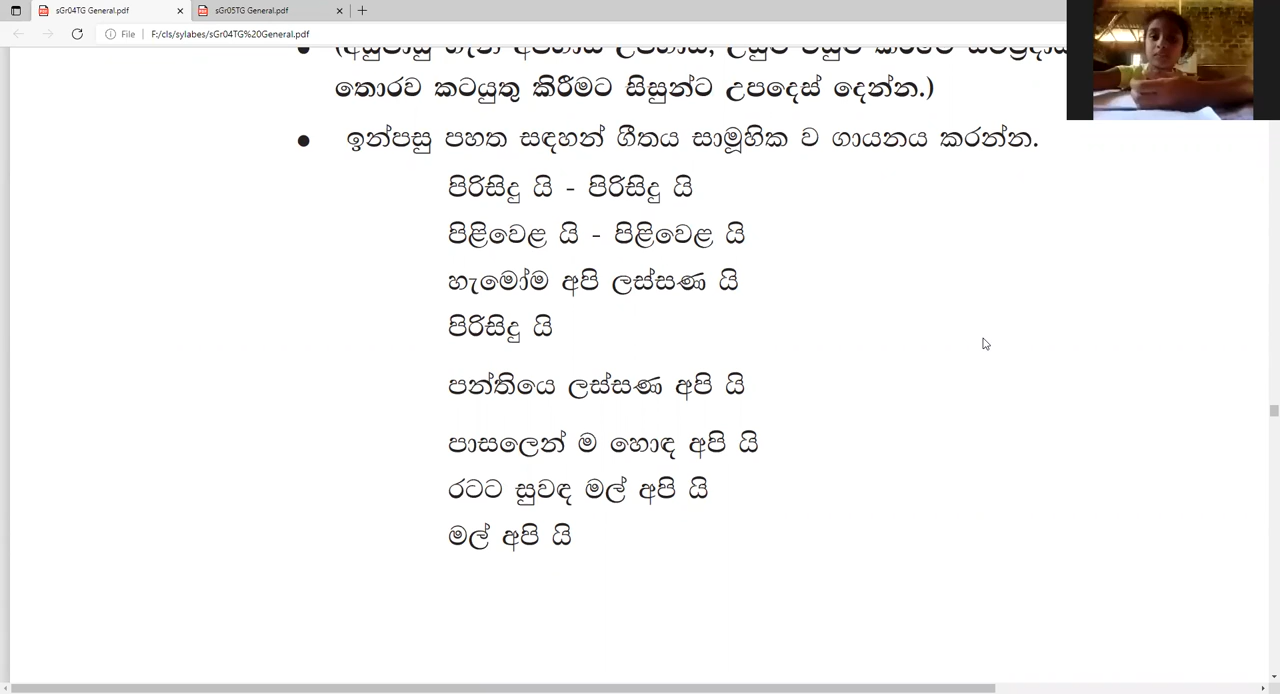 sGr04TG General.pdf
sGr05TG General.pdf
File F:/cls/sylabes/sGr04TG%20General.pdf
තොරව කටයුතු කිරීමට සිසුන්ට උපදෙස් දෙන්න.)
● ඉන්පසු පහත සඳහන් ගීතය සාමූහික ව ගායනය කරන්න.
පිරිසිදු යි - පිරිසිදු යි
පිළිවෙළ යි - පිළිවෙළ යි
හැමෝම අපි ලස්සණ යි
පිරිසිදු යි
පන්තියෙ ලස්සණ අපි යි
පාසලෙන් ම හොඳ අපි යි
රටට සුවඳ මල් අපි යි
මල් අපි යි